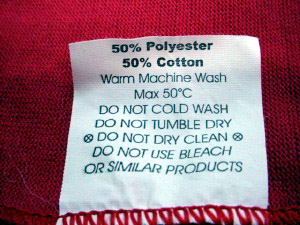 50% Polyester
50% Cotton
Warm Machine Wash
Max 50°C
DO NOT COLD WASH
DO NOT TUMBLE DRY
⊗ DO NOT DRY CLEAN ⊗
DO NOT USE BLEACH
OR SIMILAR PRODUCTS